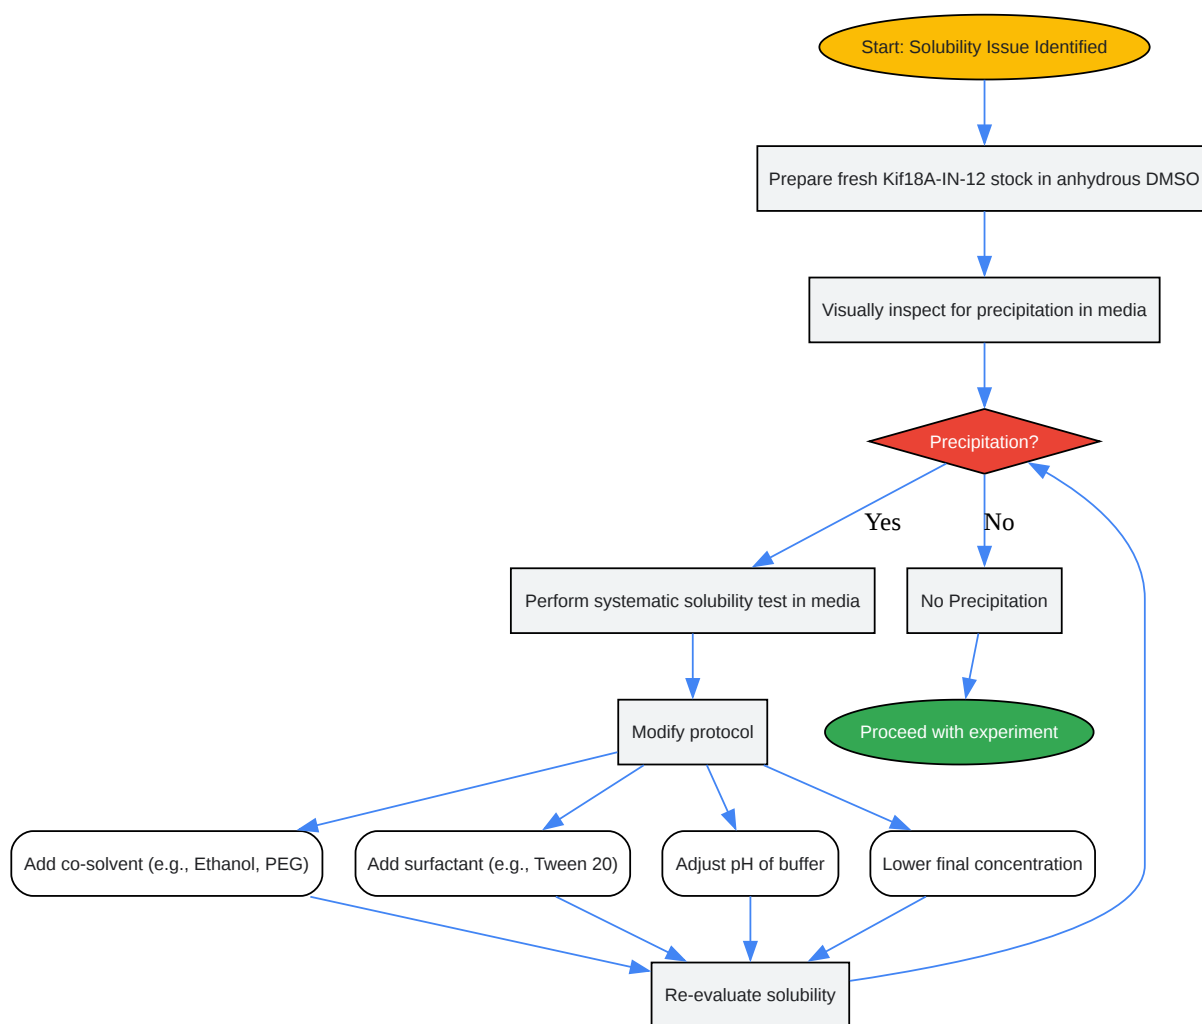 Start: Solubility Issue Identified
Prepare fresh Kif18A-IN-12 stock in anhydrous DMSO
Visually inspect for precipitation in media
Precipitation?
Yes
No
Perform systematic solubility test in media
No Precipitation
Modify protocol
Proceed with experiment
Add co-solvent (e.g., Ethanol, PEG)
Add surfactant (e.g., Tween 20)
Adjust pH of buffer
Lower final concentration
Re-evaluate solubility